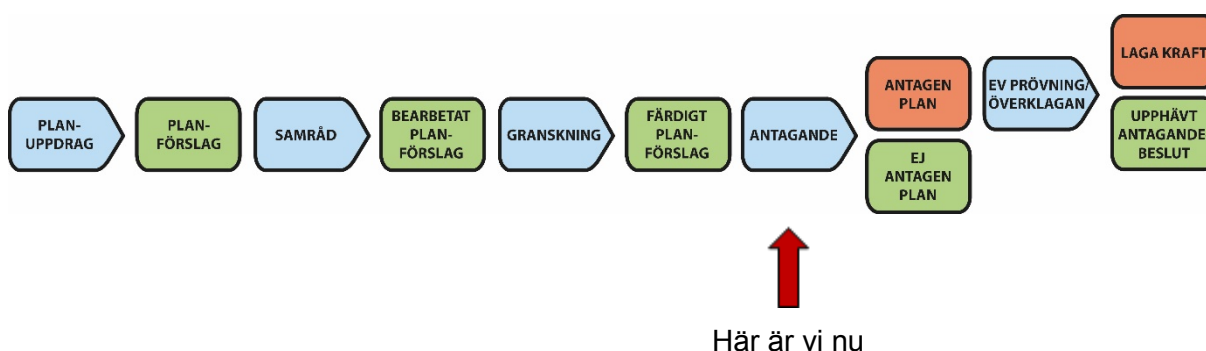 PLAN-
UPPDRAG
PLAN-
FÖRSLAG
SAMRÅD
BEARBETAT
PLAN-
FÖRSLAG
GRANSKNING
FÄRDIGT
PLAN-
FÖRSLAG
ANTAGANDE
ANTAGEN
PLAN
EJ
ANTAGEN
PLAN
EV PRÖVNING/
ÖVERKLAGAN
LAGA KRAFT
UPPHÄVT
ANTAGANDE
BESLUT
Här är vi nu